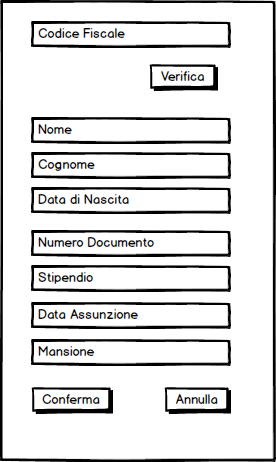 Codice Fiscale
Verifica
Nome
Cognome
Data di Nascita
Numero Documento
Stipendio
Data Assunzione
Mansione
Conferma
Annulla